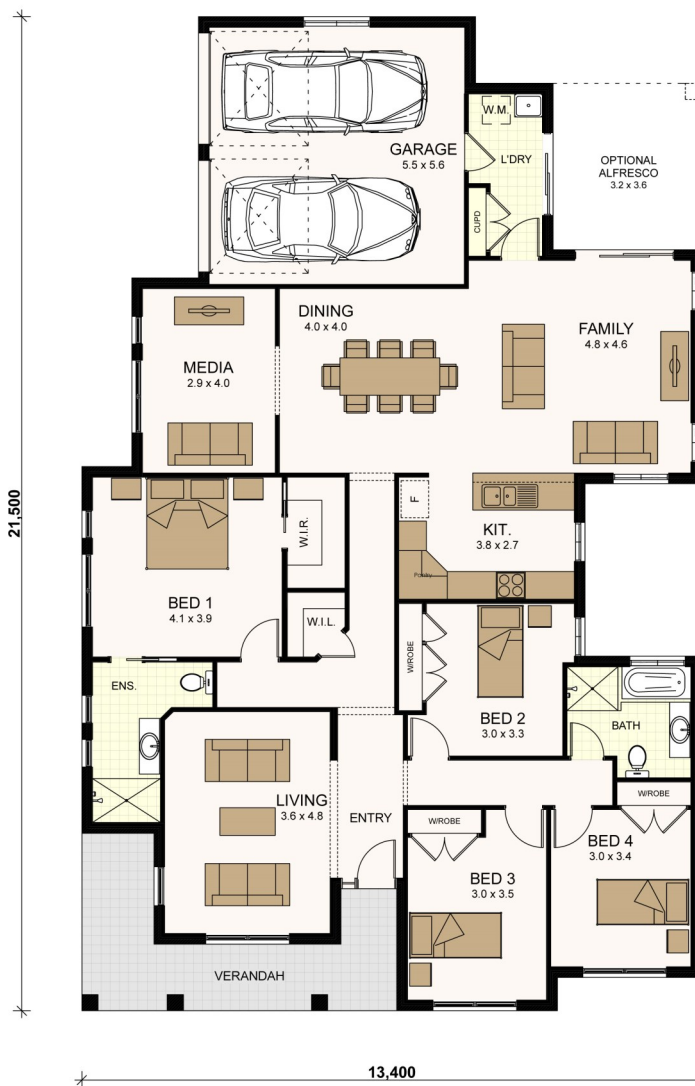 W.M.
GARAGE
5.5 x 5.6
L'DRY
OPTIONAL
ALFRESCO
3.2 x 3.6
CUPD
DINING
4.0 x 4.0
FAMILY
4.8 x 4.6
MEDIA
2.9 x 4.0
21,500
F
W.I.R.
KIT.
3.8 x 2.7
Pantry
BED 1
4.1 x 3.9
W.I.L.
W/ROBE
ENS.
BED 2
3.0 x 3.3
BATH
LIVING
3.6 x 4.8
ENTRY
W/ROBE
W/ROBE
BED 3
3.0 x 3.5
BED 4
3.0 x 3.4
VERANDAH
13,400